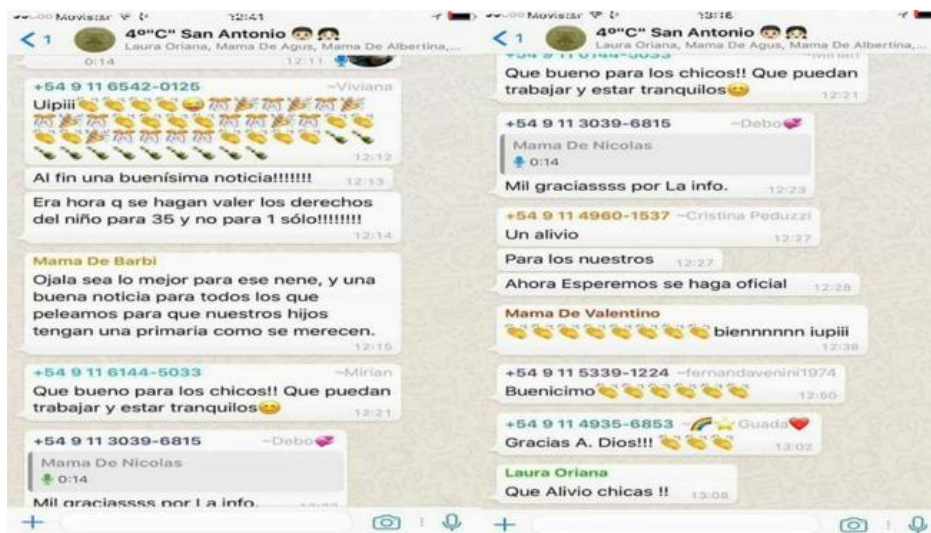 Movistar 12:41
1
4º"C" San Antonio
Laura Oriana, Mama De Agus, Mama De Albertina,...
0:14 12:11
+54 9 11 6542-0125 ~Viviana
Uipiii
12:12
Al fin una buenísima noticia!!!!!!! 12:13
Era hora q se hagan valer los derechos
del niño para 35 y no para 1 sólo!!!!!!!!
12:14
Mama De Barbi
Ojala sea lo mejor para ese nene, y una
buena noticia para todos los que
peleamos para que nuestros hijos
tengan una primaria como se merecen.
12:15
+54 9 11 6144-5033 ~Mirian
Que bueno para los chicos!! Que puedan
trabajar y estar tranquilos 12:21
+54 9 11 3039-6815 ~Debo
Mama De Nicolas
0:14
Mil graciassss por La info.
Movistar 13:16
1
4º"C" San Antonio
Laura Oriana, Mama De Agus, Mama De Albertina,...
+54 9 11 6144-5033 ~Mirian
Que bueno para los chicos!! Que puedan
trabajar y estar tranquilos 12:21
+54 9 11 3039-6815 ~Debo
Mama De Nicolas
0:14
Mil graciassss por La info. 12:23
+54 9 11 4960-1537 ~Cristina Peduzzi
Un alivio 12:27
Para los nuestros 12:27
Ahora Esperemos se haga oficial 12:28
Mama De Valentino
biennnnnn iupiii
12:36
+54 9 11 5339-1224 ~fernandavenini1974
Buenicimo 12:50
+54 9 11 4935-6853 ~ Guada
Gracias A. Dios!!! 13:02
Laura Oriana
Que Alivio chicas !! 13:08